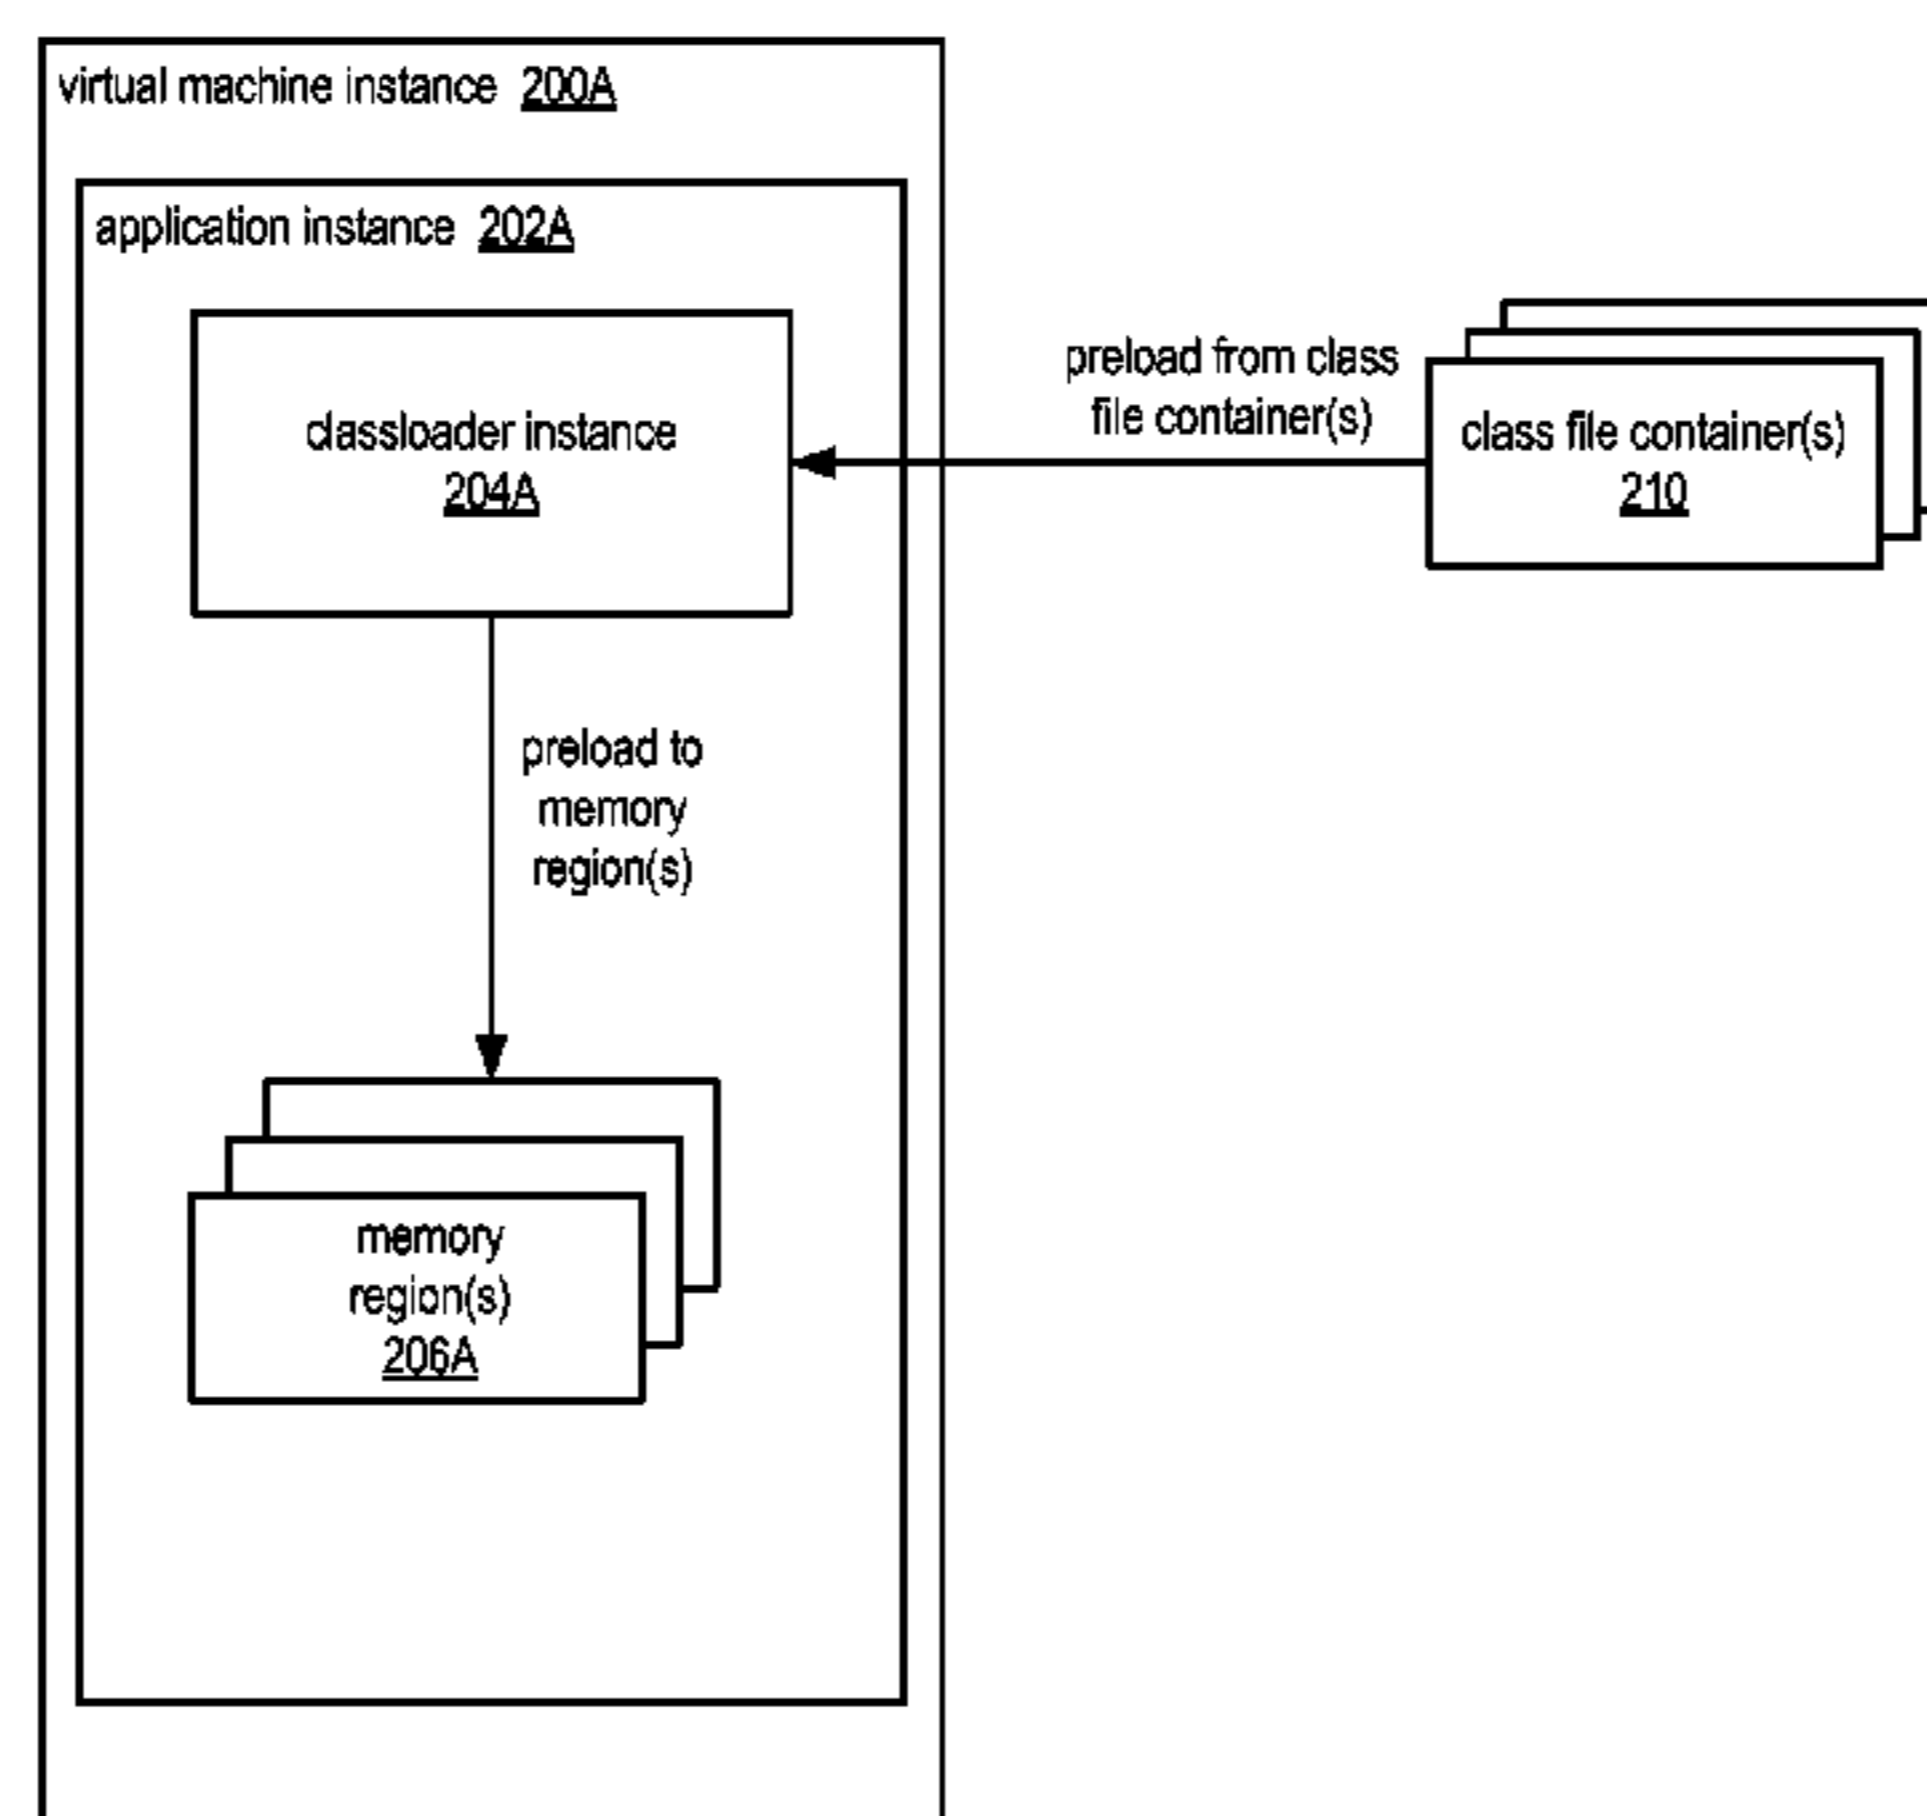 virtual machine instance 200A
application instance 202A
preload from class
file container(s)
classloader instance
204A
class file container(s)
210
preload to
memory
region(s)
memory
region(s)
206A